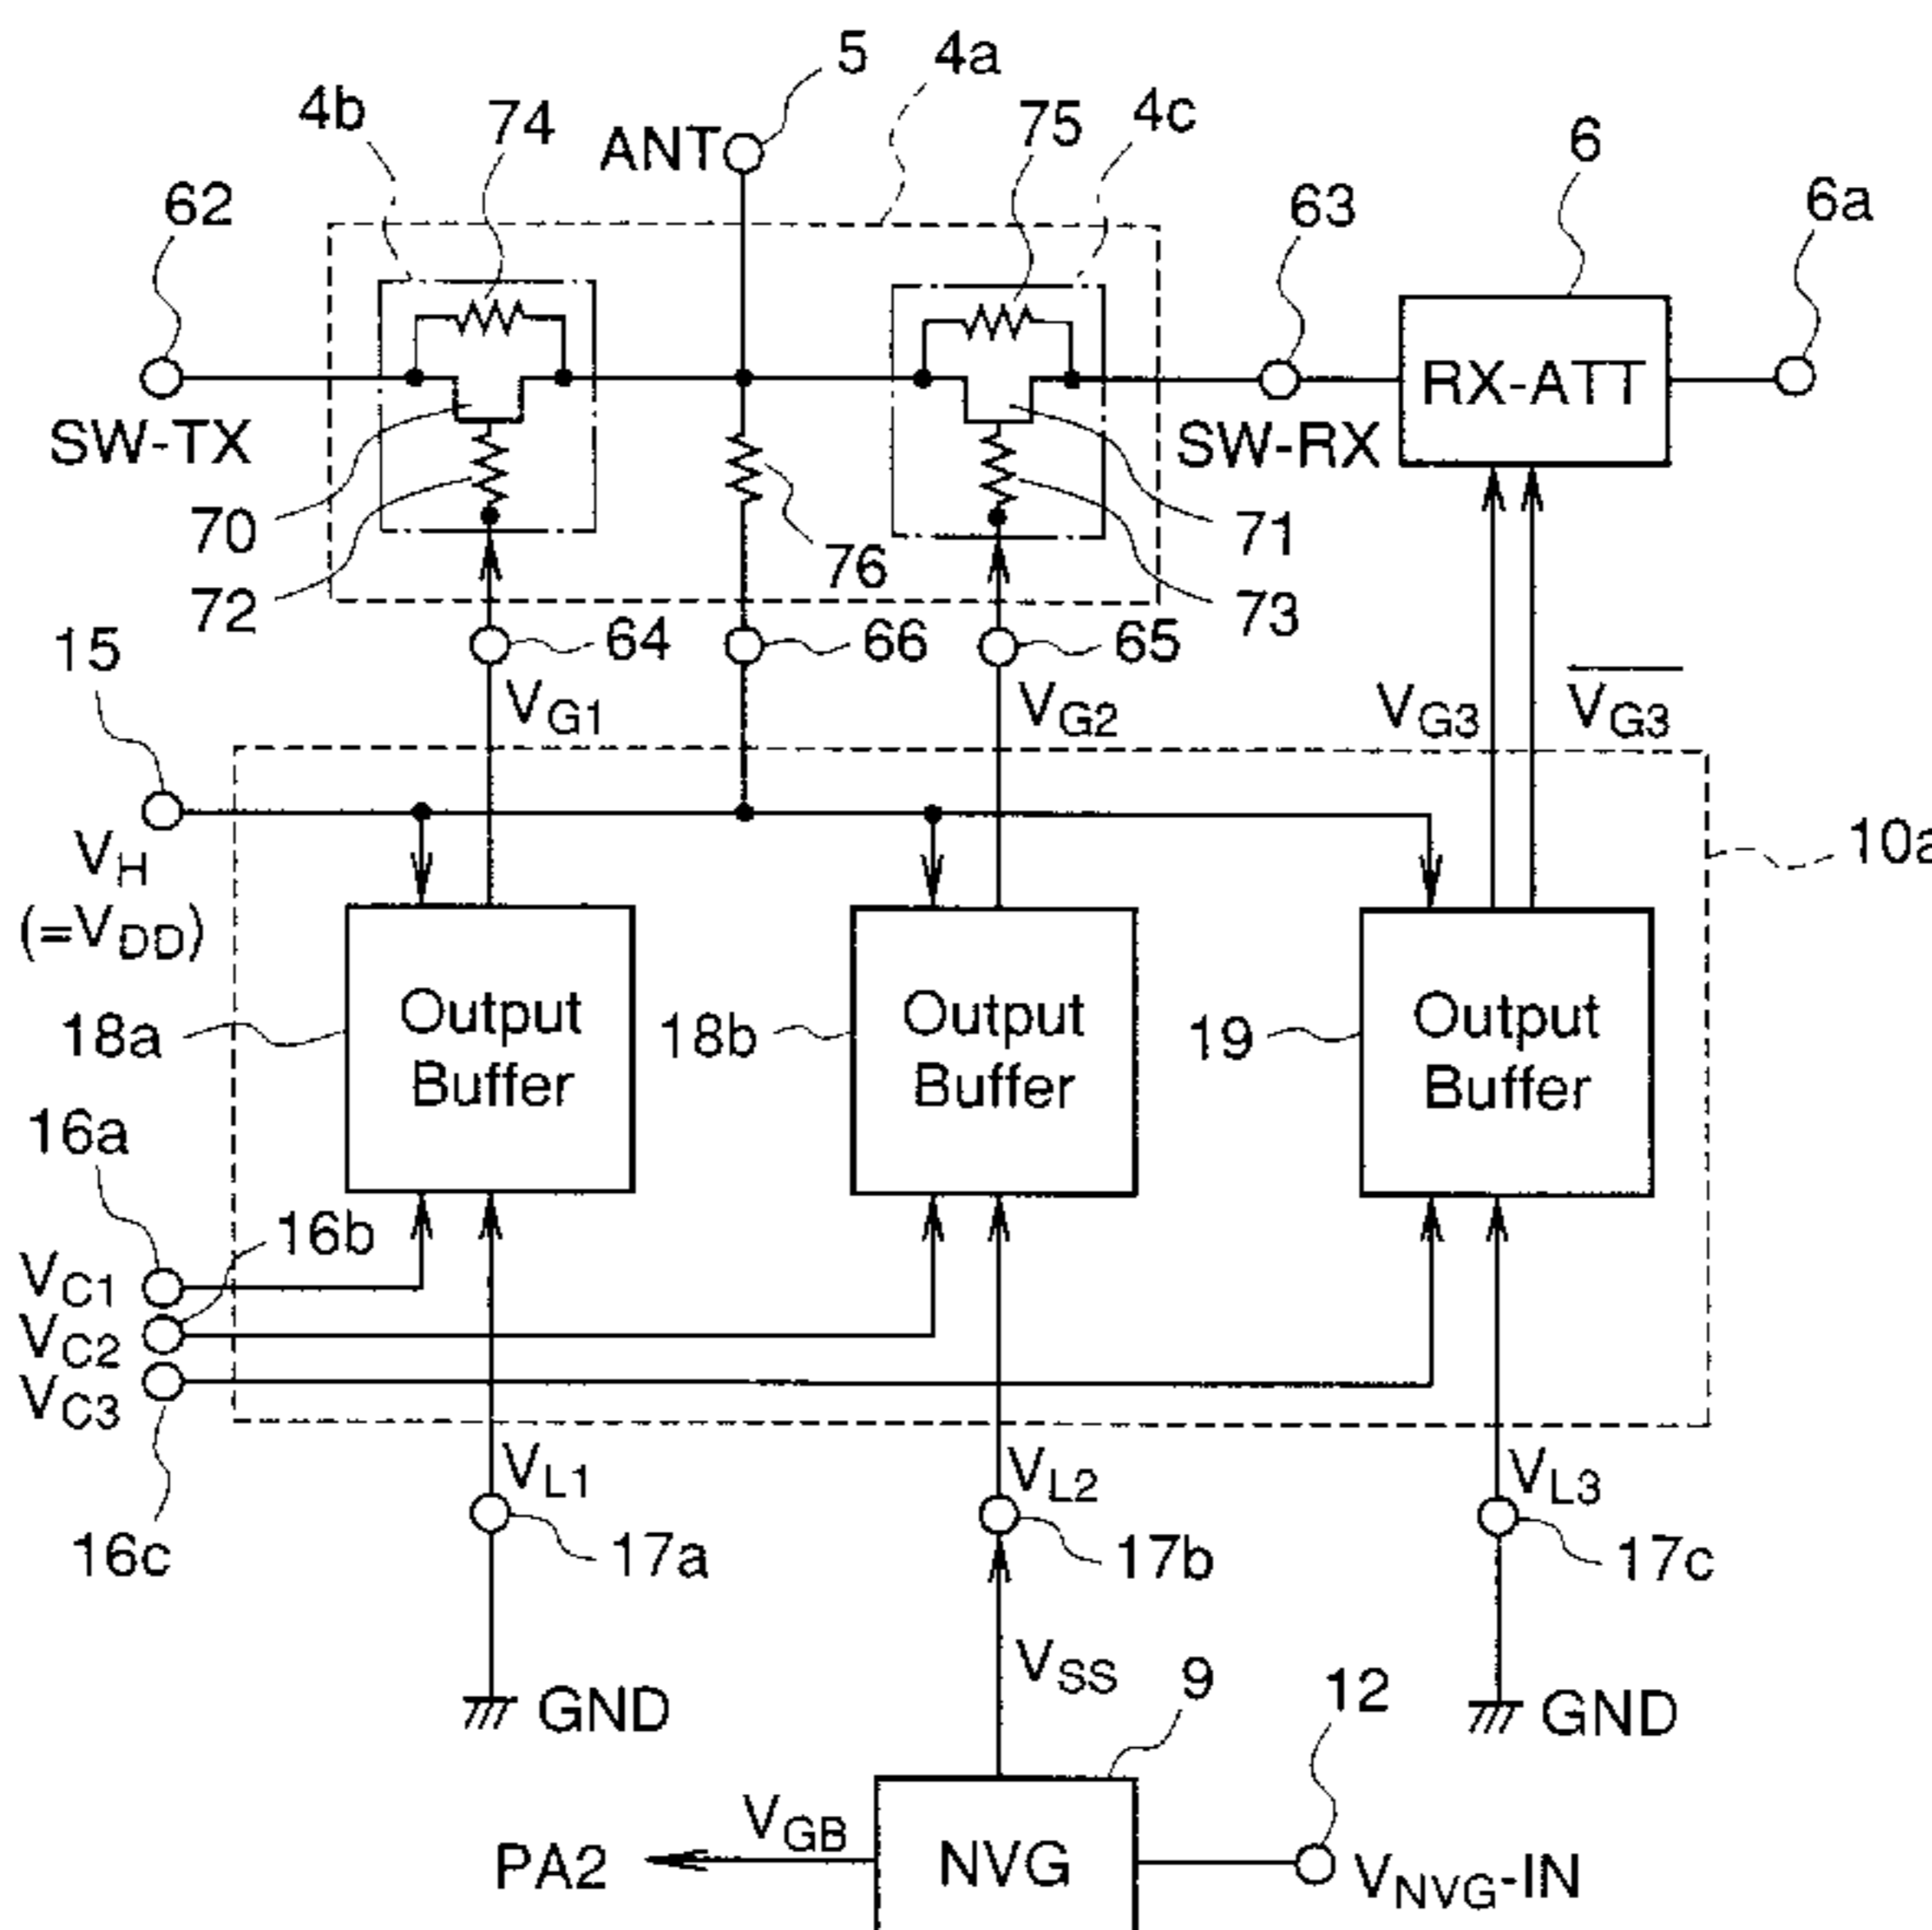 5
4a
4b
74
75
4c
ANT
6
62
63
6a
RX-ATT
SW-TX
SW-RX
70
76
71
72
73
15
64
66
65
VG1
VG2
VG3
V̅G̅3̅
VH
(=VDD)
10a
Output
Buffer
Output
Buffer
Output
Buffer
18a
18b
19
16a
16b
VC1
VC2
VC3
VL1
VL2
VL3
16c
17a
17b
17c
VSS
9
12
GND
GND
VGB
PA2
NVG
VNVG-IN